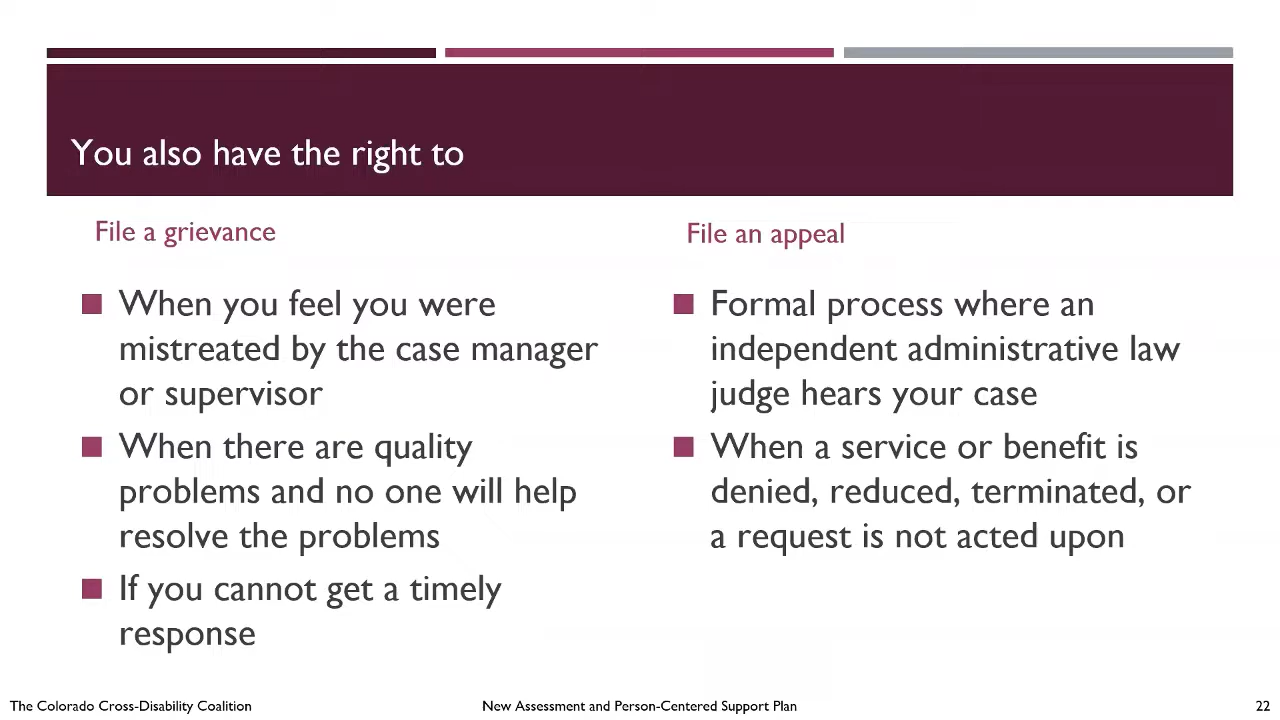 You also have the right to
File a grievance
When you feel you were
mistreated by the case manager
or supervisor
When there are quality
problems and no one will help
resolve the problems
If you cannot get a timely
response
File an appeal
Formal process where an
independent administrative law
judge hears your case
When a service or benefit is
denied, reduced, terminated, or
a request is not acted upon
The Colorado Cross-Disability Coalition
New Assessment and Person-Centered Support Plan
22